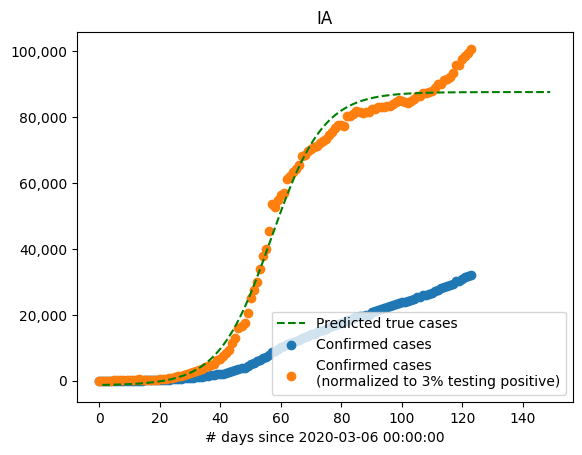 IA
100,000
80,000
60,000
40,000
20,000
0
Predicted true cases
Confirmed cases
Confirmed cases
(normalized to 3% testing positive)
0 20 40 60 80 100 120 140
# days since 2020-03-06 00:00:00